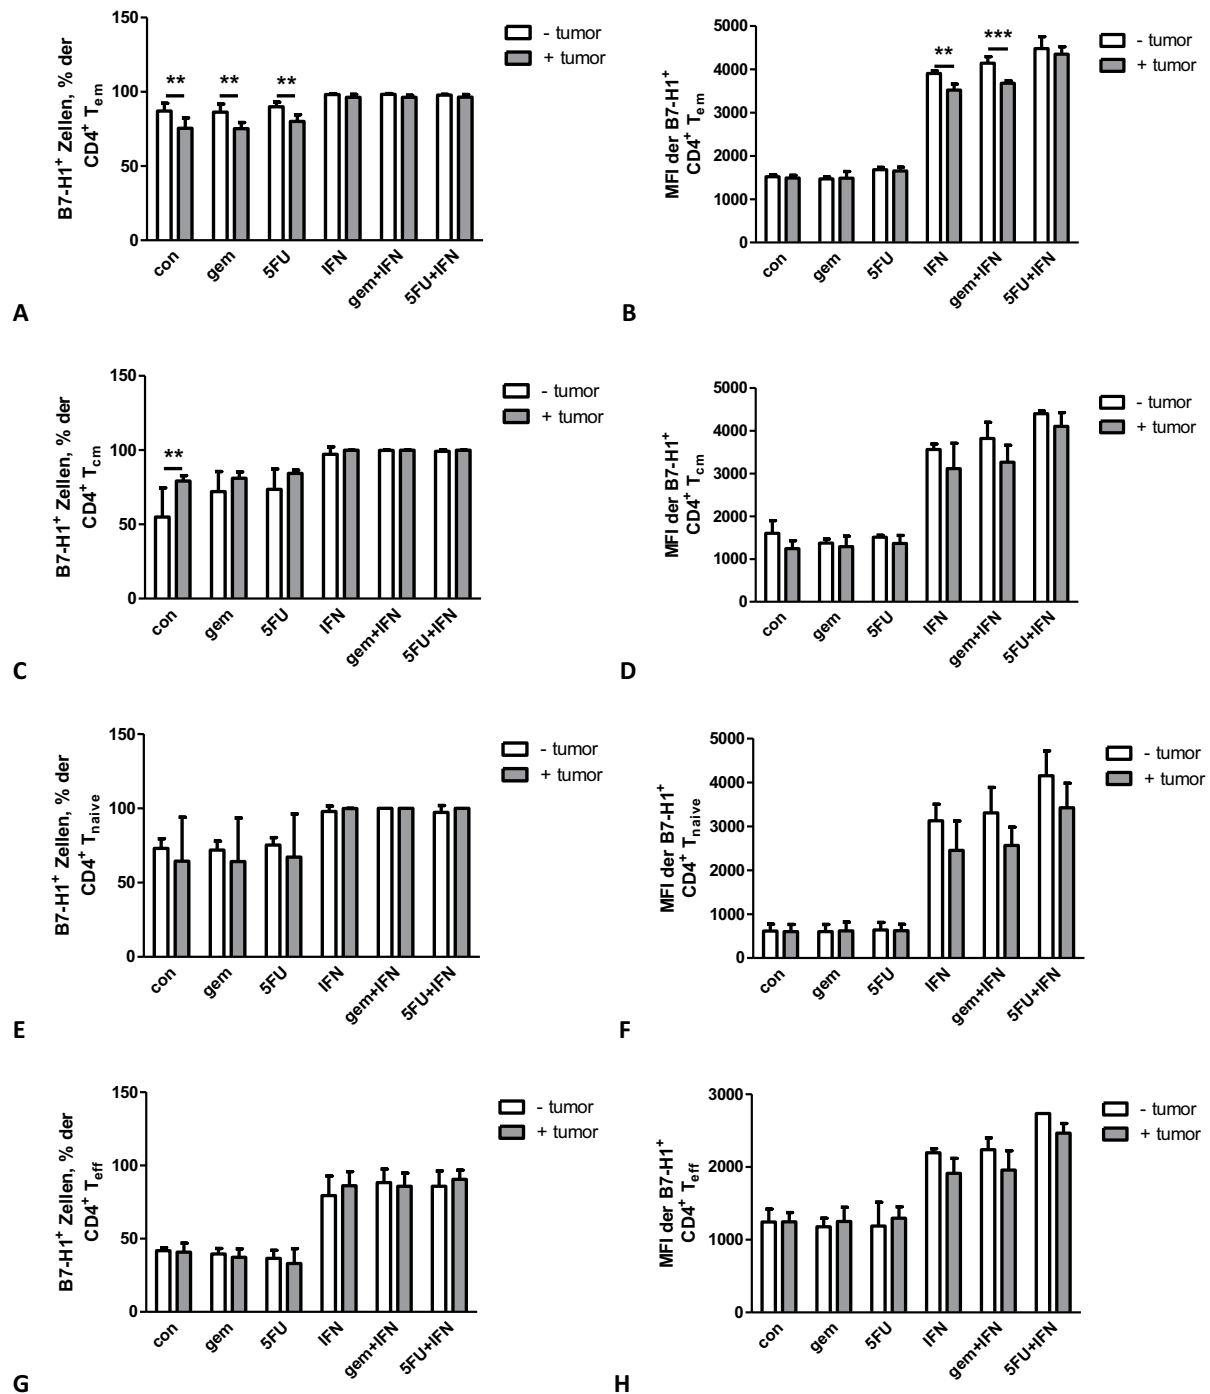 B7-H1⁺ Zellen, % der
CD4⁺ Tem
150
100
50
0
** ** **
- tumor
+ tumor
con gem 5FU IFN gem+IFN 5FU+IFN
A
MFI der B7-H1⁺
CD4⁺ Tem
5000
4000
3000
2000
1000
0
** ***
- tumor
+ tumor
con gem 5FU IFN gem+IFN 5FU+IFN
B
B7-H1⁺ Zellen, % der
CD4⁺ Tcm
150
100
50
0
**
- tumor
+ tumor
con gem 5FU IFN gem+IFN 5FU+IFN
C
MFI der B7-H1⁺
CD4⁺ Tcm
5000
4000
3000
2000
1000
0
- tumor
+ tumor
con gem 5FU IFN gem+IFN 5FU+IFN
D
B7-H1⁺ Zellen, % der
CD4⁺ Tnaive
150
100
50
0
- tumor
+ tumor
con gem 5FU IFN gem+IFN 5FU+IFN
E
MFI der B7-H1⁺
CD4⁺ Tnaive
5000
4000
3000
2000
1000
0
- tumor
+ tumor
con gem 5FU IFN gem+IFN 5FU+IFN
F
B7-H1⁺ Zellen, % der
CD4⁺ Teff
150
100
50
0
- tumor
+ tumor
con gem 5FU IFN gem+IFN 5FU+IFN
G
MFI der B7-H1⁺
CD4⁺ Teff
3000
2000
1000
0
- tumor
+ tumor
con gem 5FU IFN gem+IFN 5FU+IFN
H